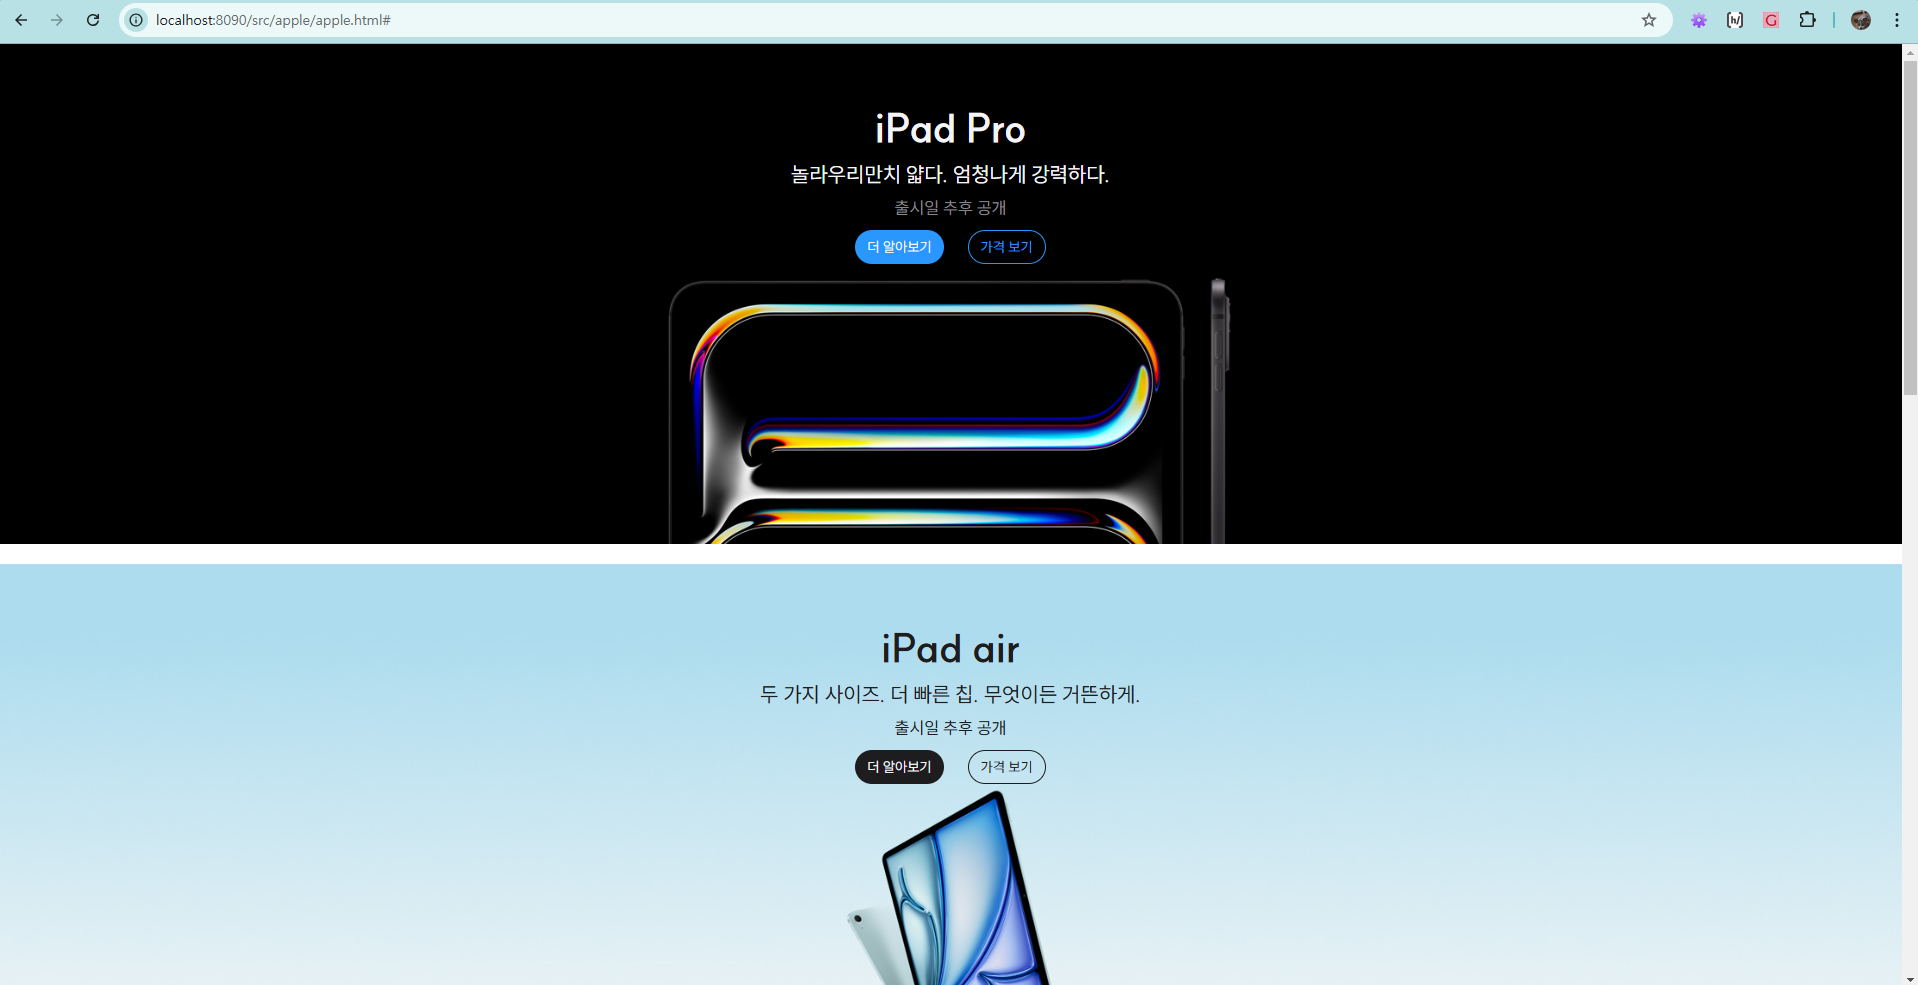 localhost:8090/src/apple/apple.html#
[h/]
G
iPad Pro
놀라우리만치 얇다. 엄청나게 강력하다.
출시일 추후 공개
더 알아보기 가격 보기
iPad air
두 가지 사이즈. 더 빠른 칩. 무엇이든 거뜬하게.
출시일 추후 공개
더 알아보기 가격 보기